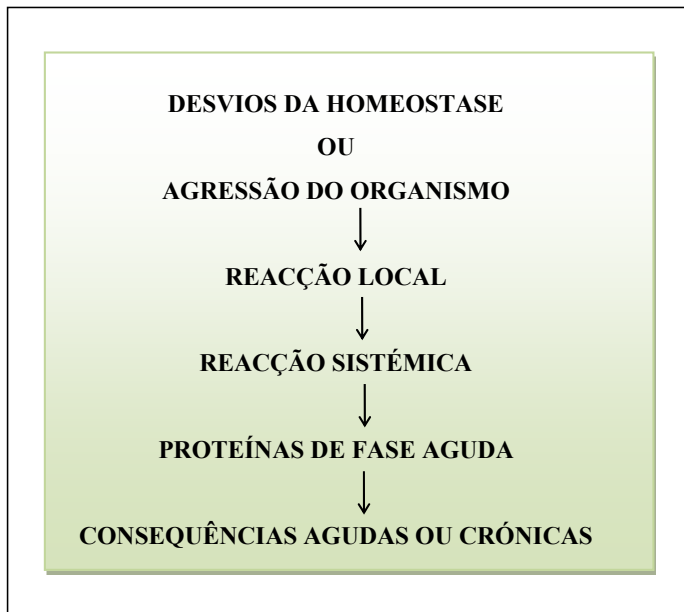 DESVIOS DA HOMEOSTASE
OU
AGRESSÃO DO ORGANISMO
REACÇÃO LOCAL
REACÇÃO SISTÉMICA
PROTEÍNAS DE FASE AGUDA
CONSEQUÊNCIAS AGUDAS OU CRÓNICAS